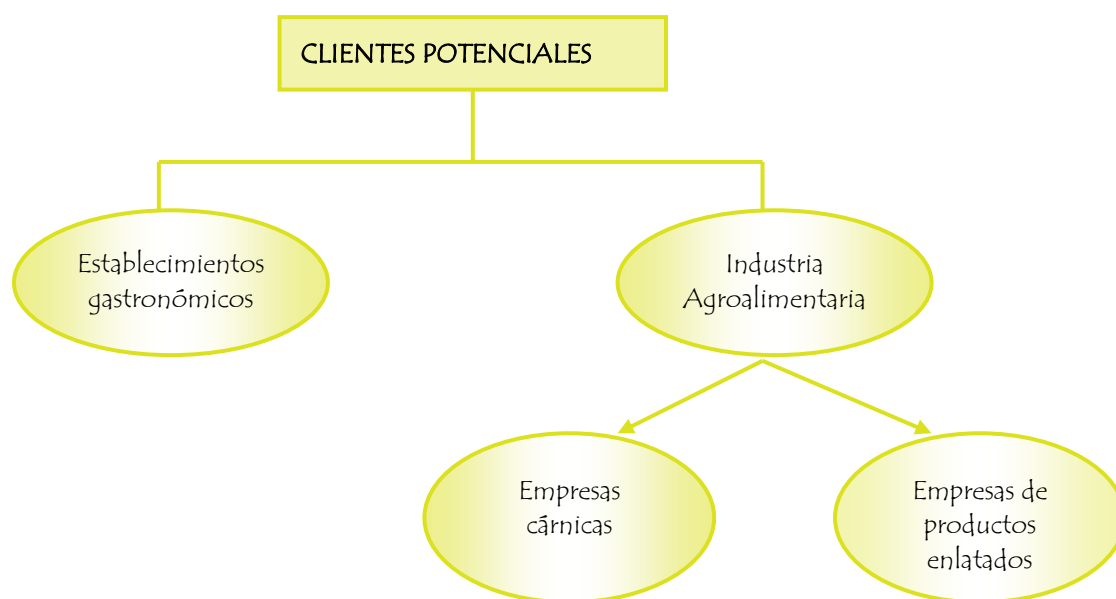 CLIENTES POTENCIALES
Establecimientos
gastronómicos
Industria
Agroalimentaria
Empresas
cárnicas
Empresas de
productos
enlatados